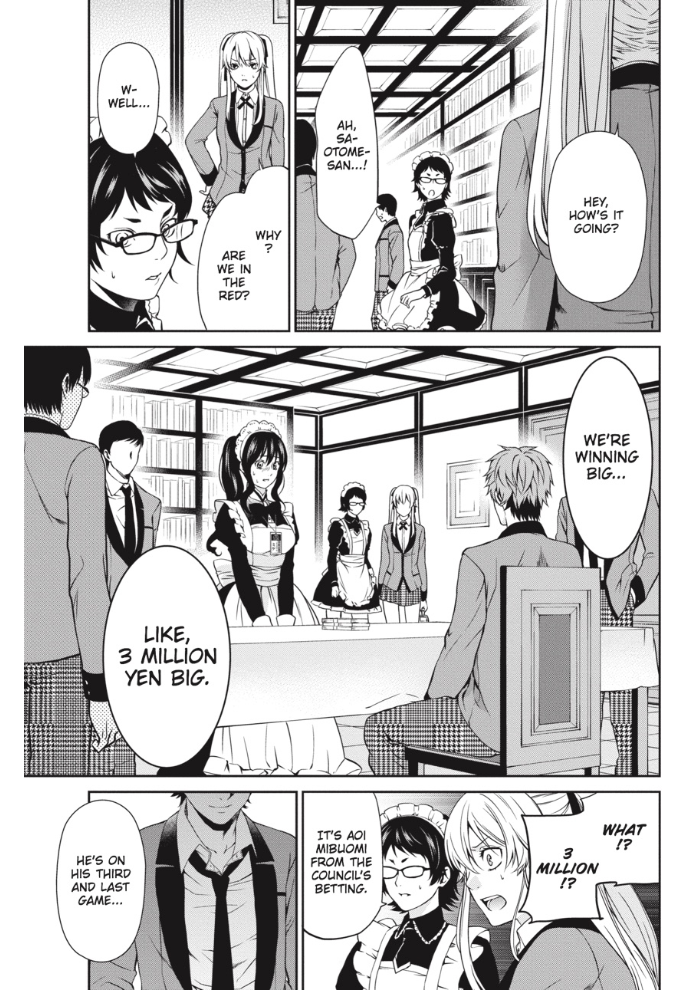 HEY,
HOW'S IT
GOING?
AH,
SA-
OTOME-
SAN...!
WHY
?
ARE
WE IN
THE
RED?
W-
WELL...
WE'RE
WINNING
BIG...
LIKE,
3 MILLION
YEN BIG.
WHAT
!?
3
MILLION
!?
IT'S AOI
MIBUOMI
FROM THE
COUNCIL'S
BETTING.
HE'S ON
HIS THIRD
AND LAST
GAME...